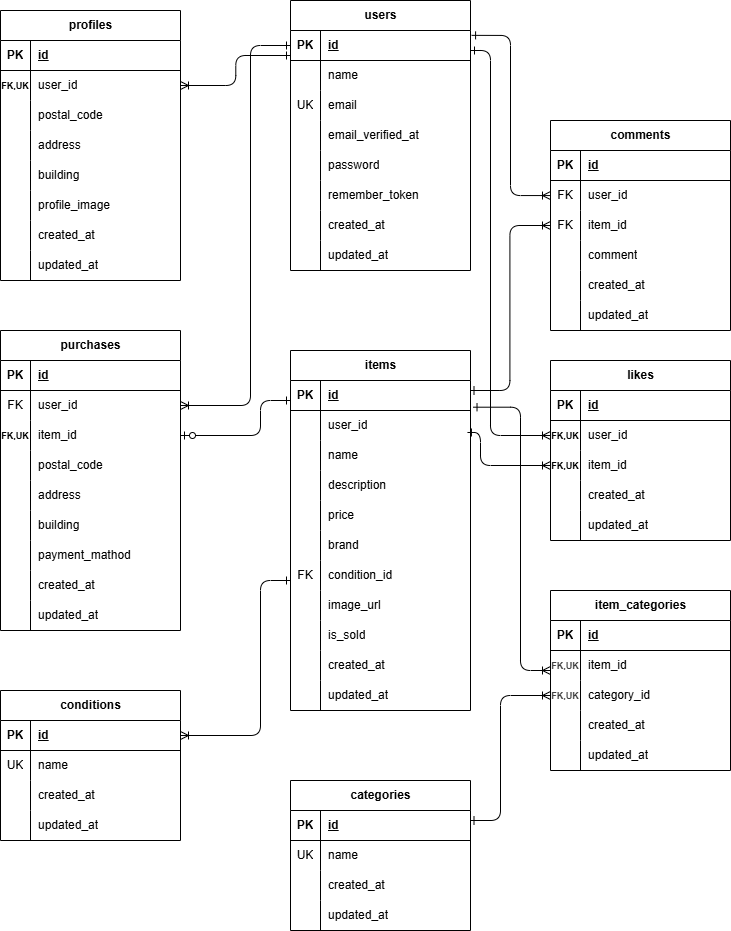 profiles
PK id
FK,UK user_id
postal_code
address
building
profile_image
created_at
updated_at
users
PK id
name
UK email
email_verified_at
password
remember_token
created_at
updated_at
comments
PK id
FK user_id
FK item_id
comment
created_at
updated_at
purchases
PK id
FK user_id
FK,UK item_id
postal_code
address
building
payment_mathod
created_at
updated_at
items
PK id
user_id
name
description
price
brand
FK condition_id
image_url
is_sold
created_at
updated_at
likes
PK id
FK,UK user_id
FK,UK item_id
created_at
updated_at
item_categories
PK id
FK,UK item_id
FK,UK category_id
created_at
updated_at
conditions
PK id
UK name
created_at
updated_at
categories
PK id
UK name
created_at
updated_at